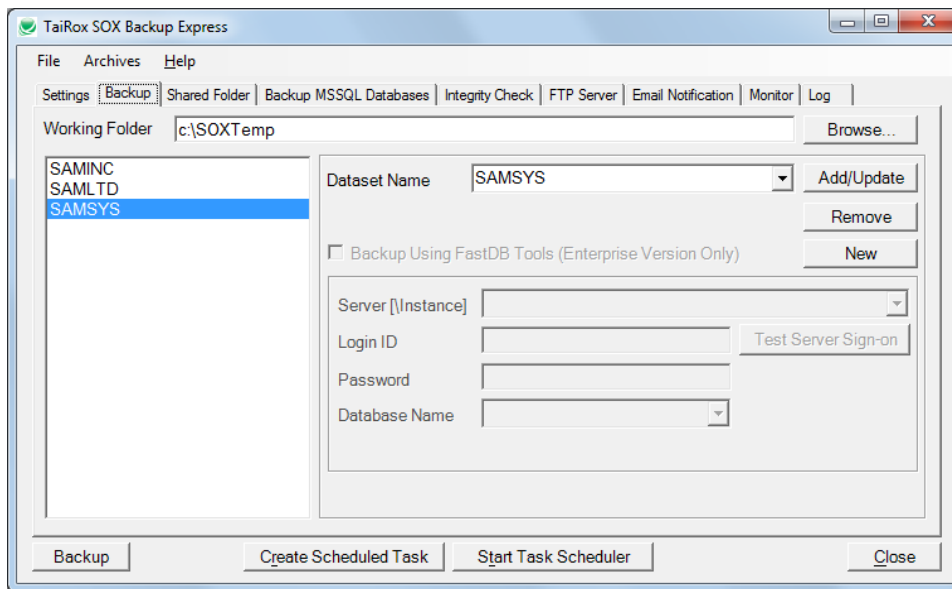 TaiRox SOX Backup Express
File Archives Help
Settings Backup Shared Folder Backup MSSQL Databases Integrity Check FTP Server Email Notification Monitor Log
Working Folder c:\SOXTemp Browse...
SAMINC
SAMLTD
SAMSYS
Dataset Name SAMSYS Add/Update
Remove
Backup Using FastDB Tools (Enterprise Version Only) New
Server [\Instance]
Login ID Test Server Sign-on
Password
Database Name
Backup Create Scheduled Task Start Task Scheduler Close